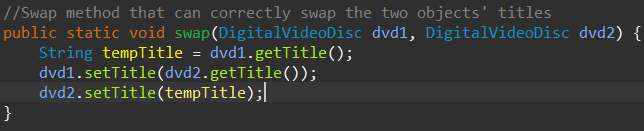 //Swap method that can correctly swap the two objects' titles
public static void swap(DigitalVideoDisc dvd1, DigitalVideoDisc dvd2) {
    String tempTitle = dvd1.getTitle();
    dvd1.setTitle(dvd2.getTitle());
    dvd2.setTitle(tempTitle);
}